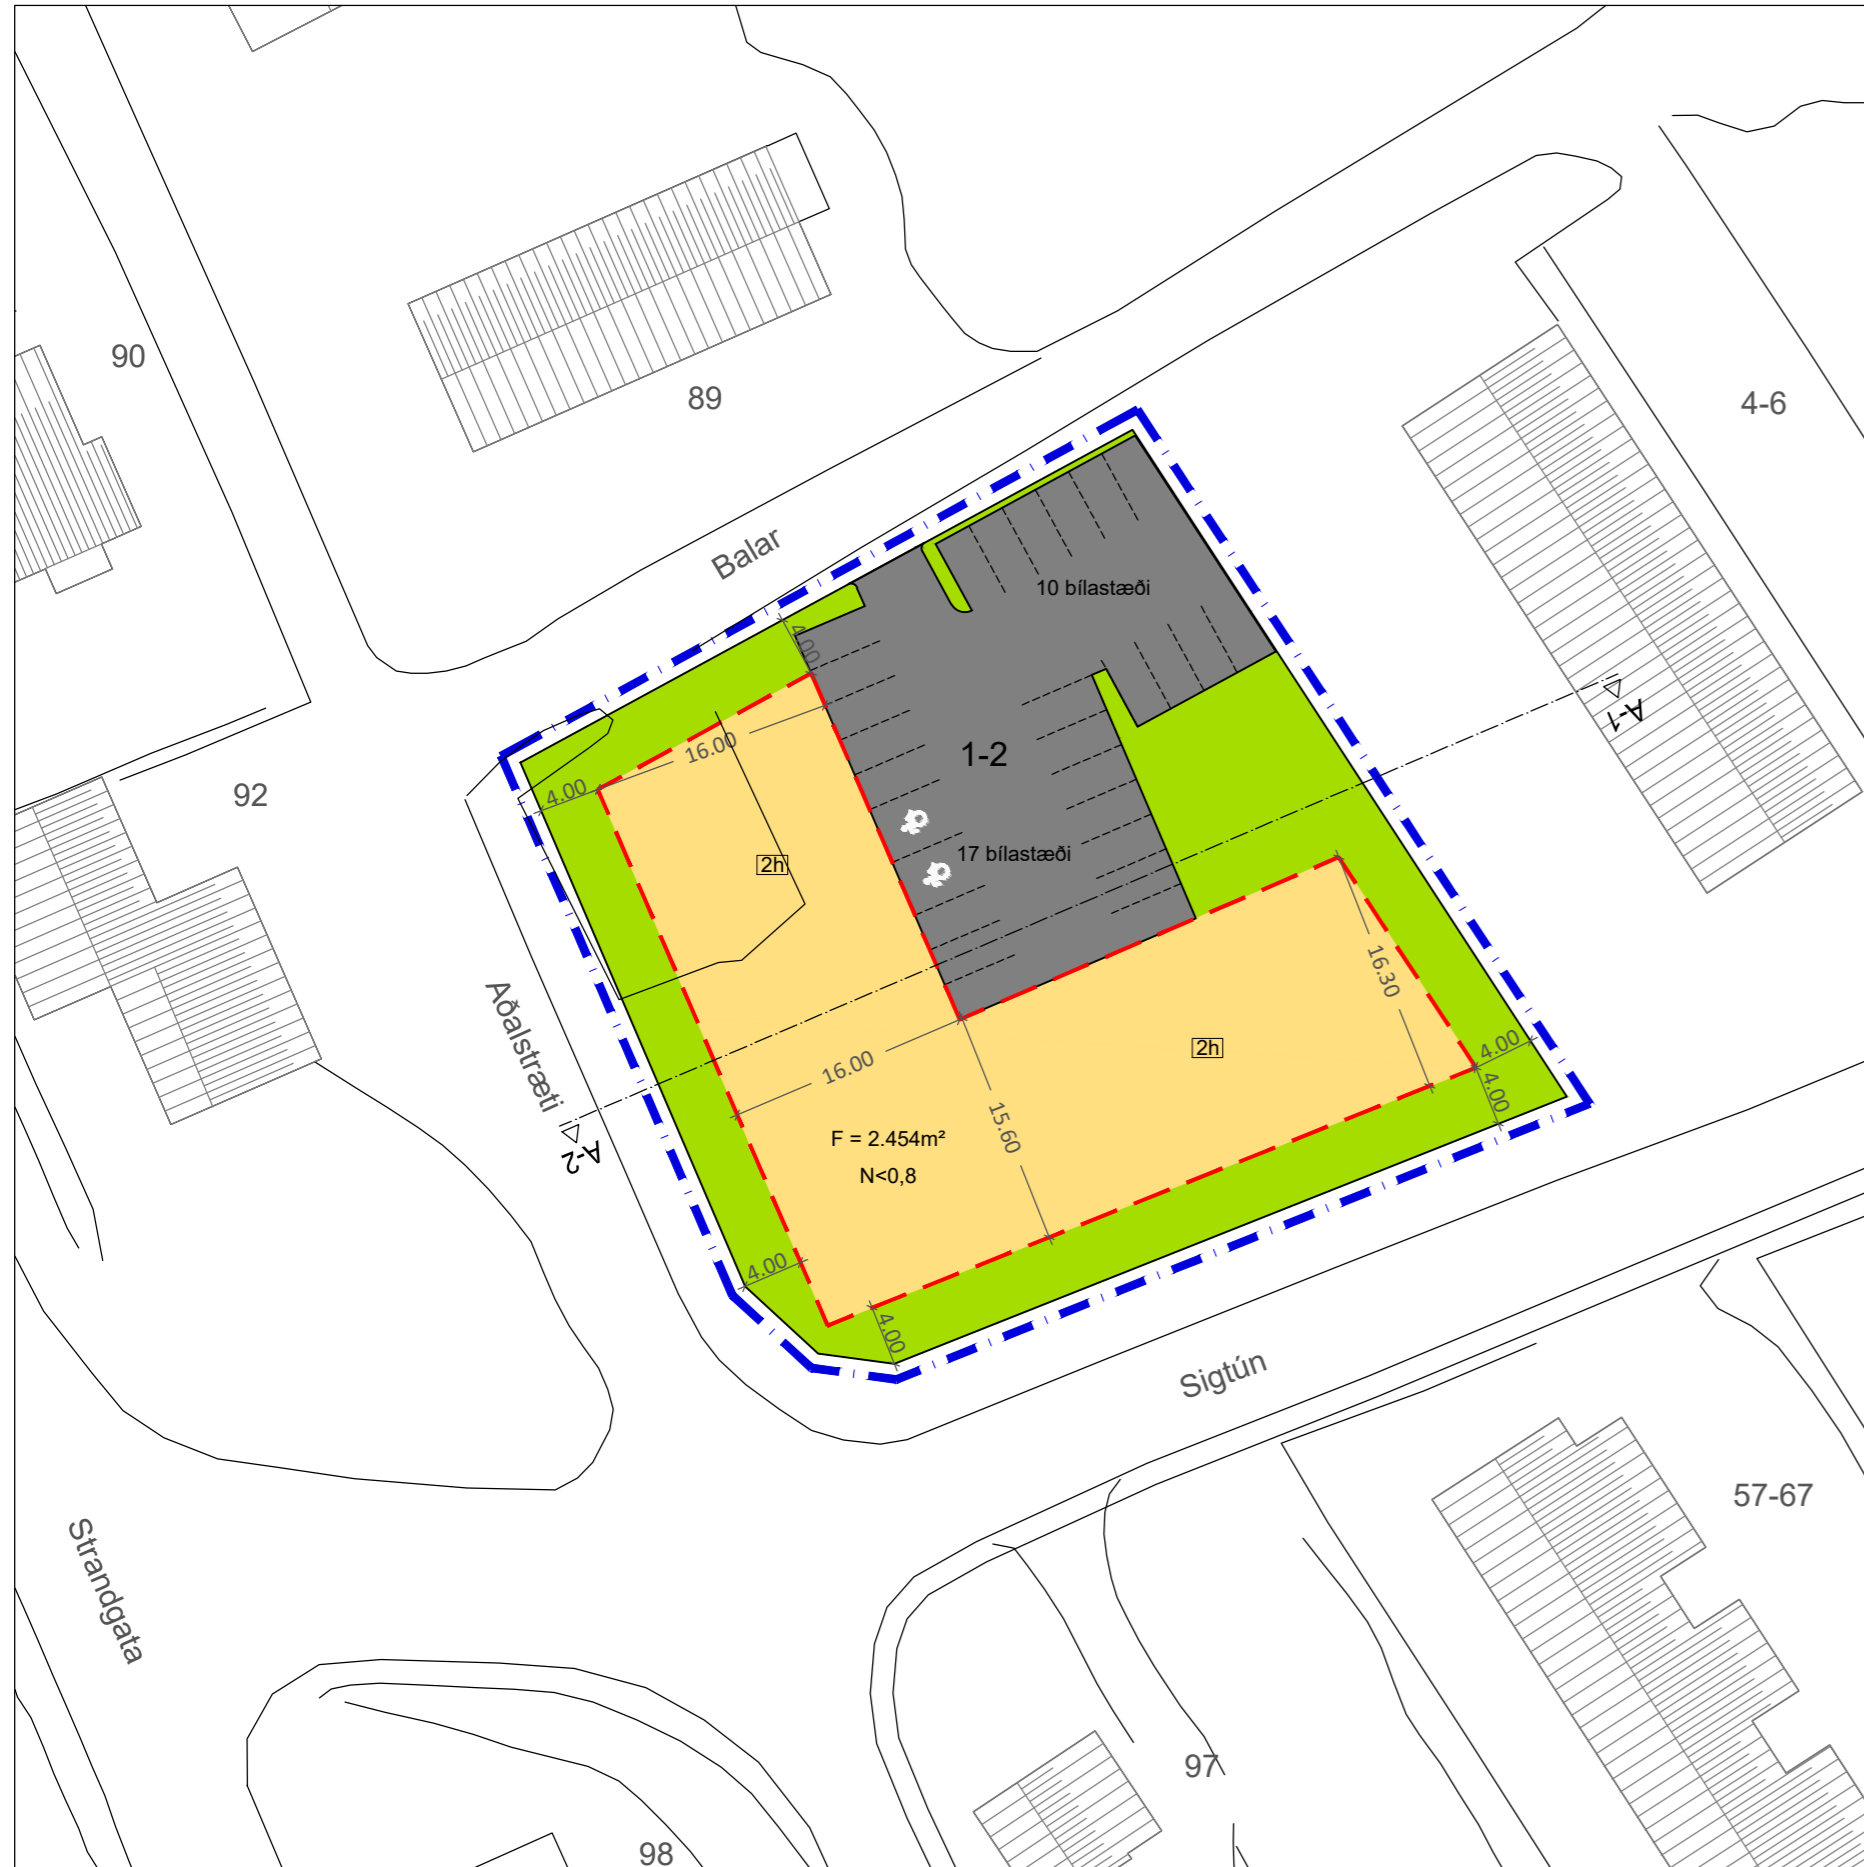 90
89
4-6
Balar
10 bílastæði
4.00
16.00
1-2
A-1
4.00
92
2h
17 bílastæði
16.30
Aðalstræti
16.00
2h
4.00
4.00
15.60
A-2
F = 2.454m²
N<0,8
4.00
4.00
Sigtún
57-67
Strandgata
97
98